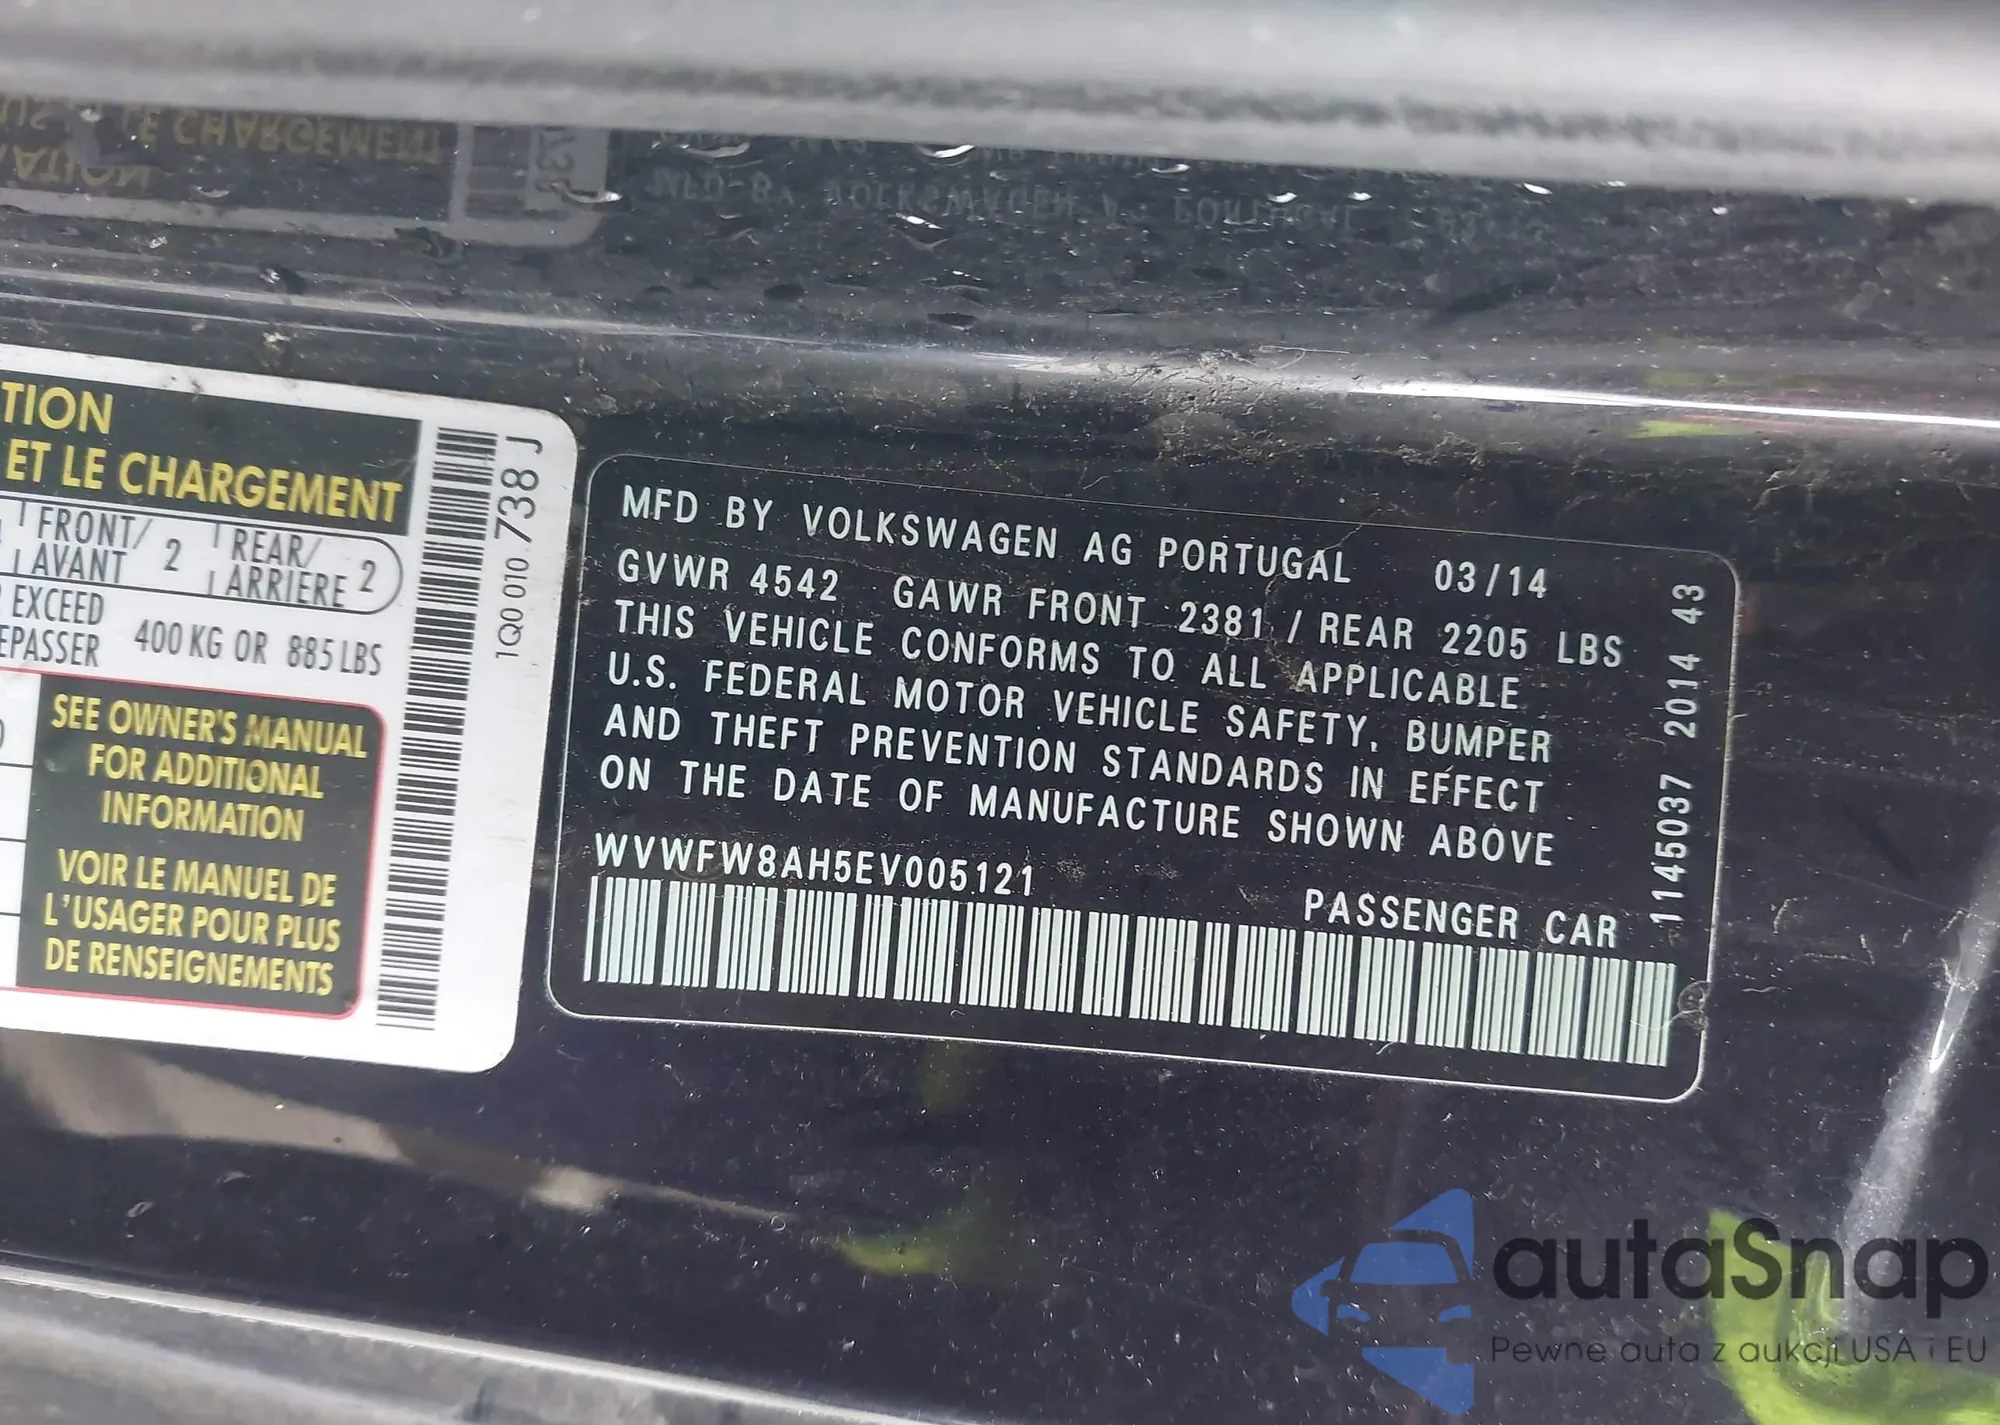 TION
ET LE CHARGEMENT
FRONT/ AVANT 2 REAR/ ARRIÈRE 2
EXCEED
400 KG OR 885 LBS
EPASSER
SEE OWNER'S MANUAL
FOR ADDITIONAL
INFORMATION
VOIR LE MANUEL DE
L'USAGER POUR PLUS
DE RENSEIGNEMENTS
1Q0 010 738 J
MFD BY VOLKSWAGEN AG PORTUGAL 03/14
GVWR 4542 GAWR FRONT 2381 / REAR 2205 LBS
THIS VEHICLE CONFORMS TO ALL APPLICABLE
U.S. FEDERAL MOTOR VEHICLE SAFETY, BUMPER
AND THEFT PREVENTION STANDARDS IN EFFECT
ON THE DATE OF MANUFACTURE SHOWN ABOVE
WVWFW8AH5EV005121
PASSENGER CAR
1145037 2014 43
autaSnap
Pewne auta z aukcji USA i EU